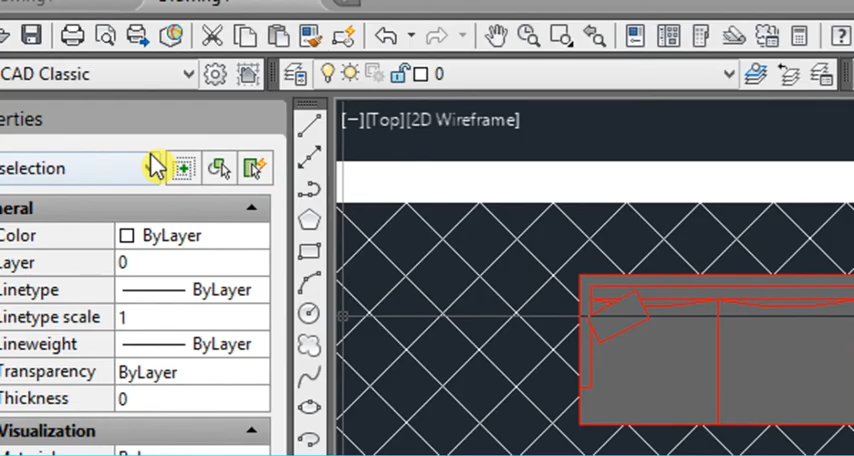 CAD Classic
0
erties
[−][Top][2D Wireframe]
selection
neral
Color ByLayer
Layer 0
Linetype ByLayer
Linetype scale 1
Lineweight ByLayer
Transparency ByLayer
Thickness 0
Visualization